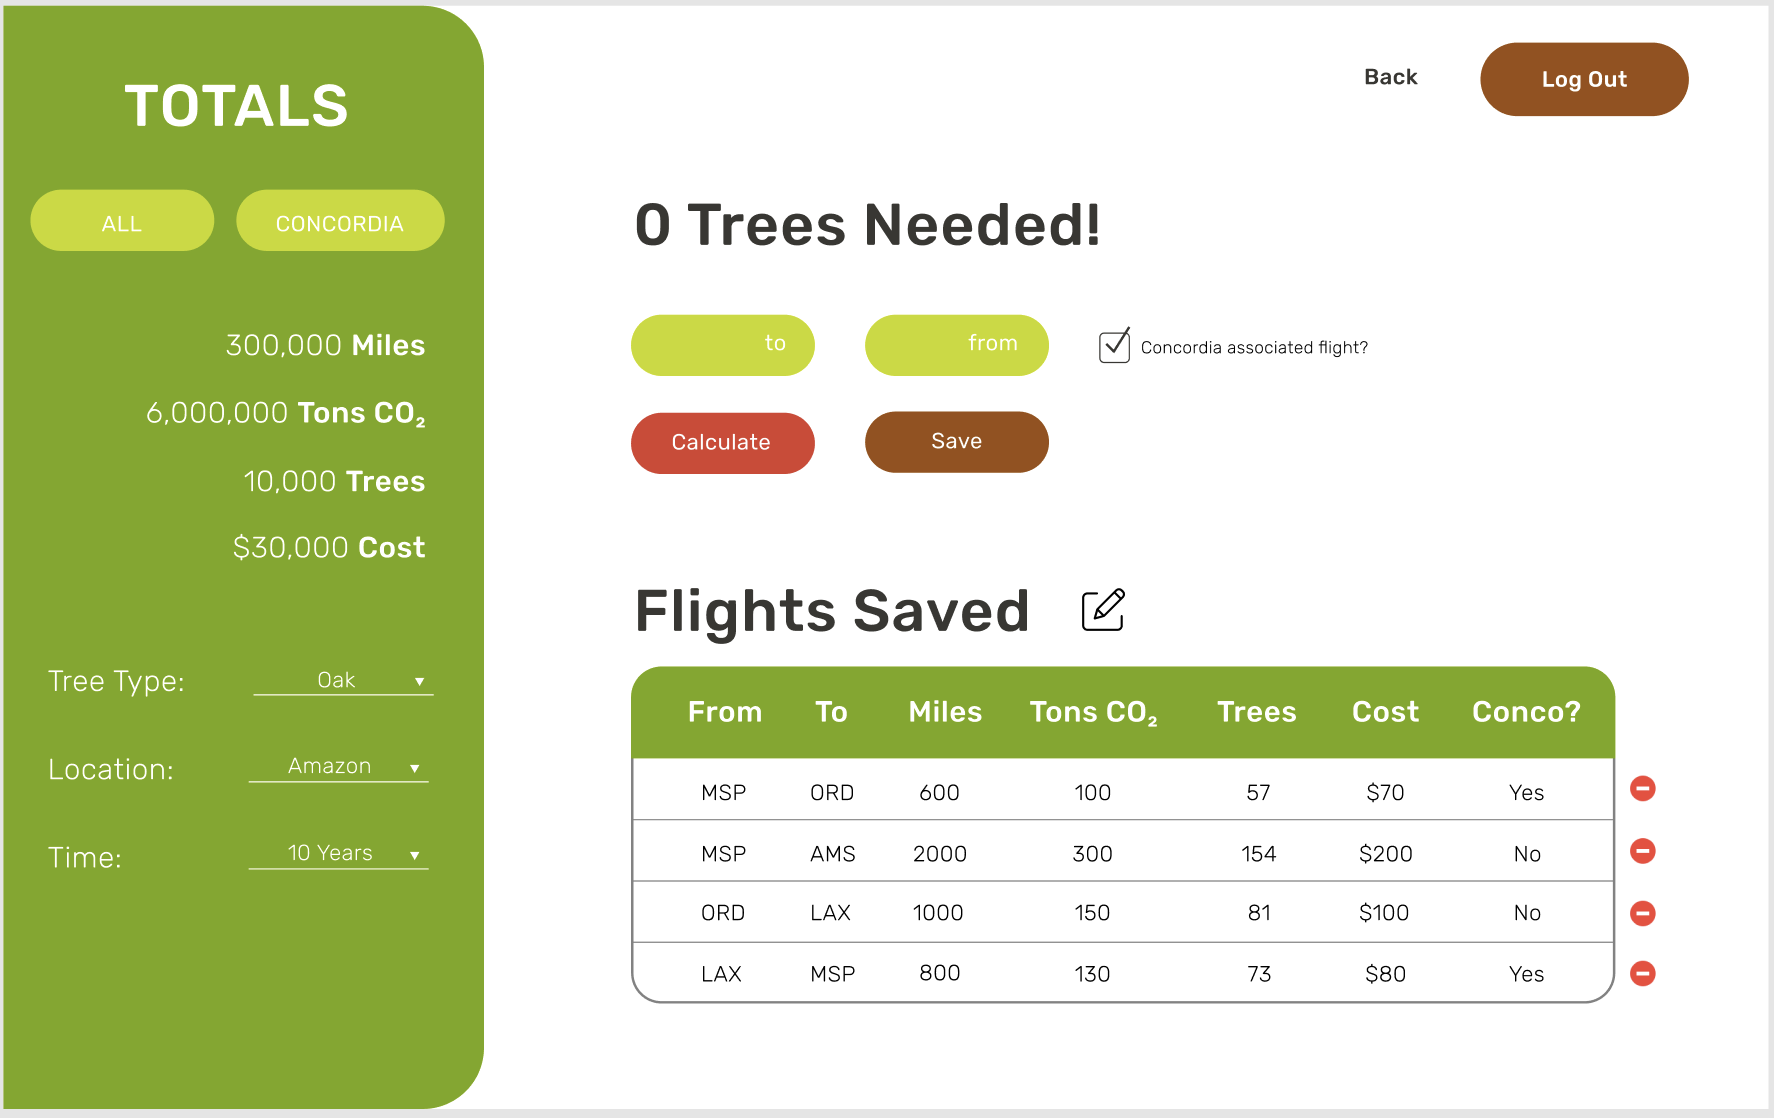 TOTALS
ALL
CONCORDIA
300,000 Miles
6,000,000 Tons CO₂
10,000 Trees
$30,000 Cost
Tree Type: Oak
Location: Amazon
Time: 10 Years
Back
Log Out
0 Trees Needed!
to
from
Concordia associated flight?
Calculate
Save
Flights Saved
From To Miles Tons CO₂ Trees Cost Conco?
MSP ORD 600 100 57 $70 Yes
MSP AMS 2000 300 154 $200 No
ORD LAX 1000 150 81 $100 No
LAX MSP 800 130 73 $80 Yes